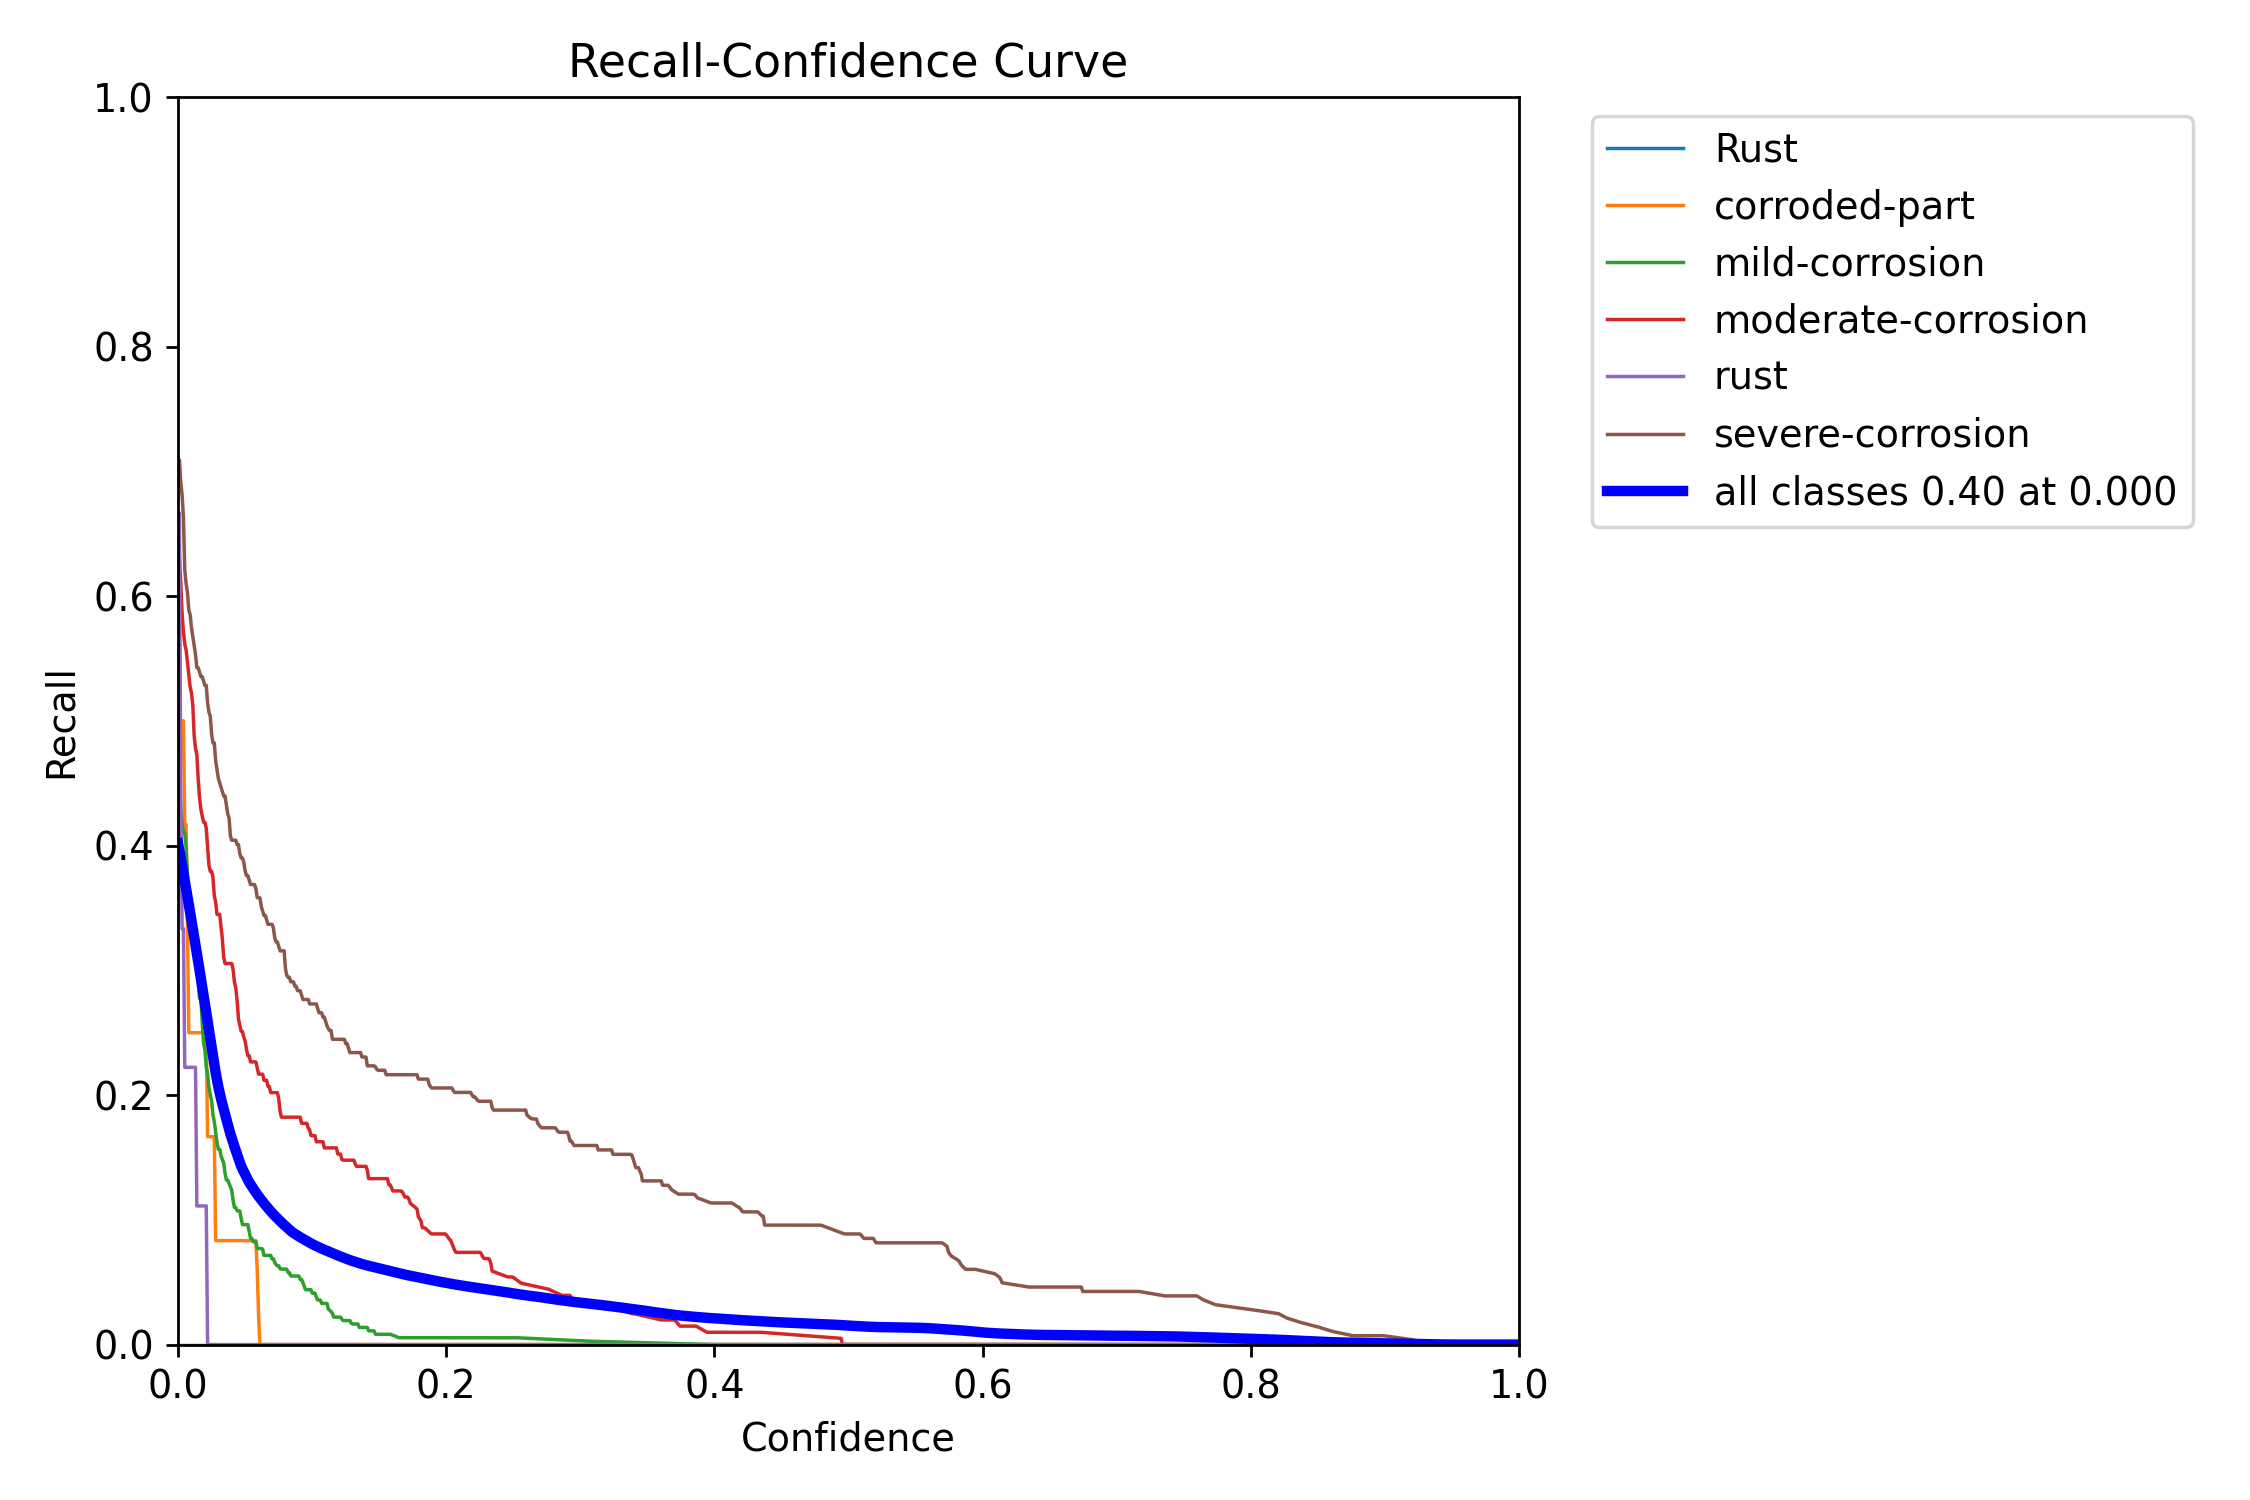 Recall-Confidence Curve
1.0
0.8
0.6
0.4
0.2
0.0
Recall
0.0 0.2 0.4 0.6 0.8 1.0
Confidence
Rust
corroded-part
mild-corrosion
moderate-corrosion
rust
severe-corrosion
all classes 0.40 at 0.000